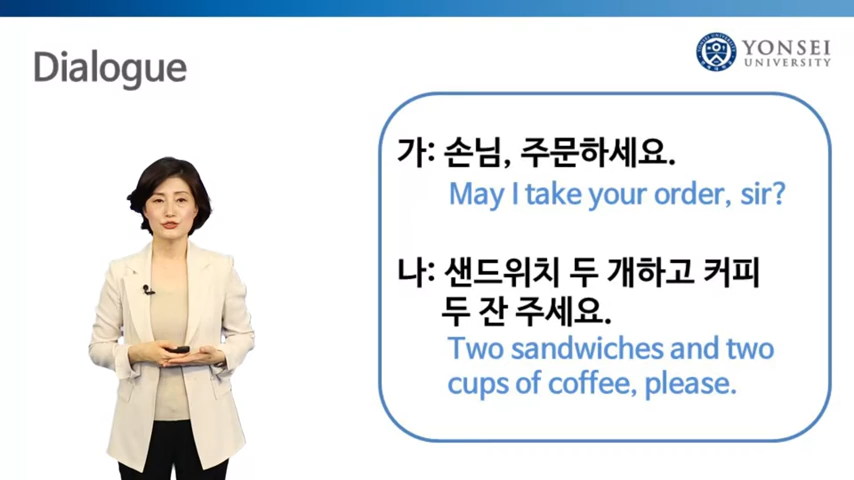 Dialogue
YONSEI
UNIVERSITY
가: 손님, 주문하세요.
May I take your order, sir?
나: 샌드위치 두 개하고 커피
두 잔 주세요.
Two sandwiches and two
cups of coffee, please.